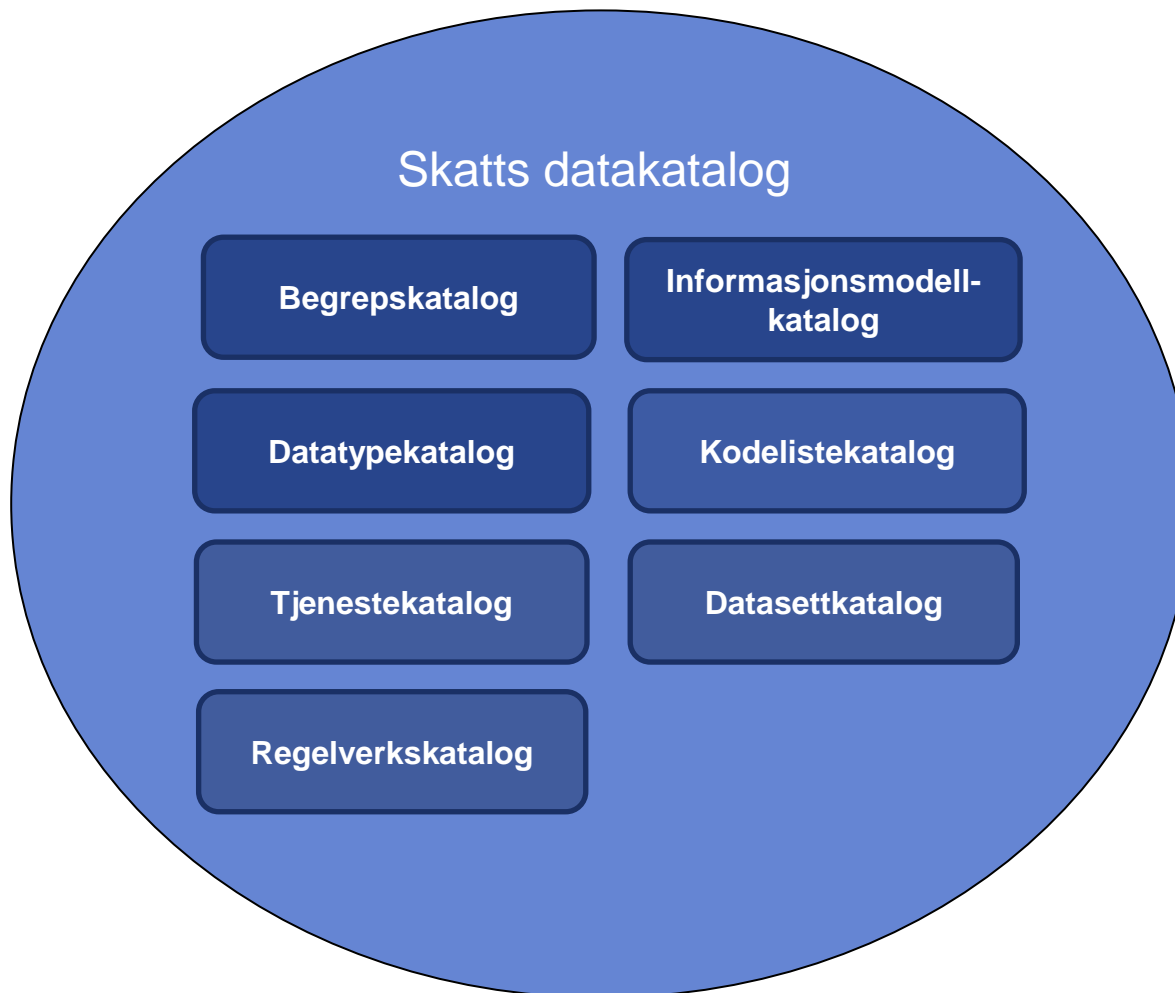 Skatts datakatalog
Begrepskatalog
Informasjonsmodell-
katalog
Datatypekatalog
Kodelistekatalog
Tjenestekatalog
Datasettkatalog
Regelverkskatalog